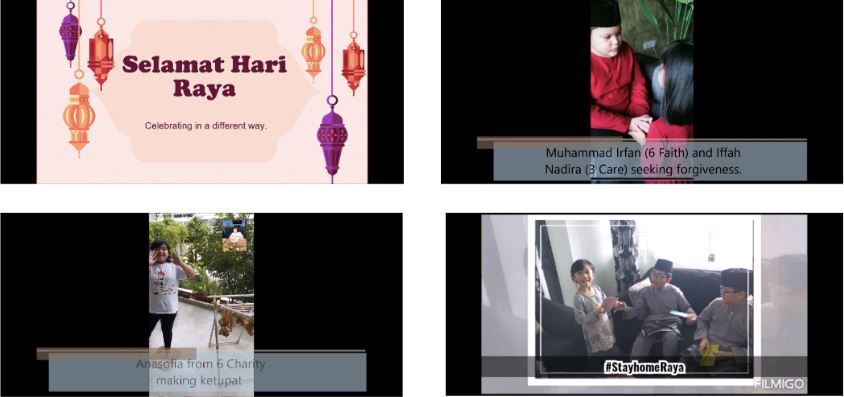 Selamat Hari
Raya
Celebrating in a different way.
Muhammad Irfan (6 Faith) and Iffah
Nadira (3 Care) seeking forgiveness.
Anasofia from 6 Charity
making ketupat
#StayhomeRaya
FILMIGO